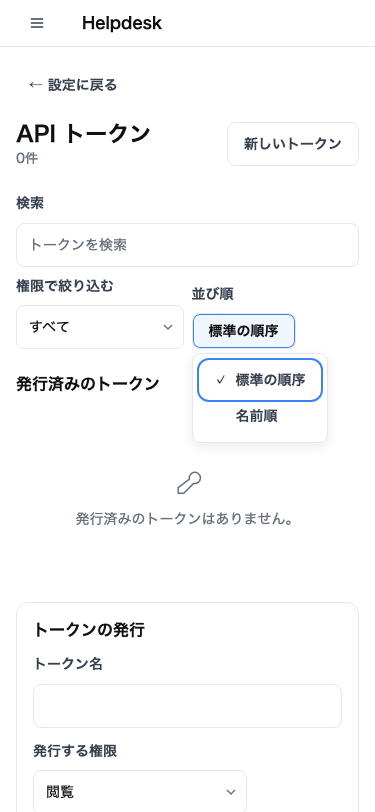 Helpdesk
← 設定に戻る
API トークン
0件
新しいトークン
検索
トークンを検索
権限で絞り込む
並び順
すべて
標準の順序
発行済みのトークン
✓ 標準の順序
名前順
発行済みのトークンはありません。
トークンの発行
トークン名
発行する権限
閲覧